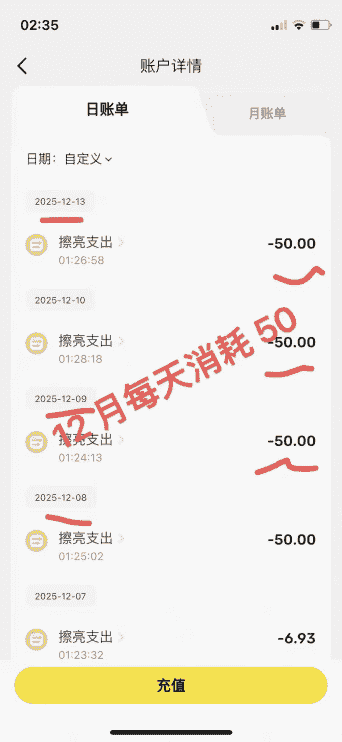 02:35
账户详情
日账单
月账单
日期：自定义
2025-12-13
擦亮支出
-50.00
01:26:58
2025-12-10
擦亮支出
-50.00
01:28:18
12月每天消耗 50
2025-12-09
擦亮支出
-50.00
01:24:13
2025-12-08
擦亮支出
-50.00
01:25:02
2025-12-07
擦亮支出
-6.93
01:23:32
充值